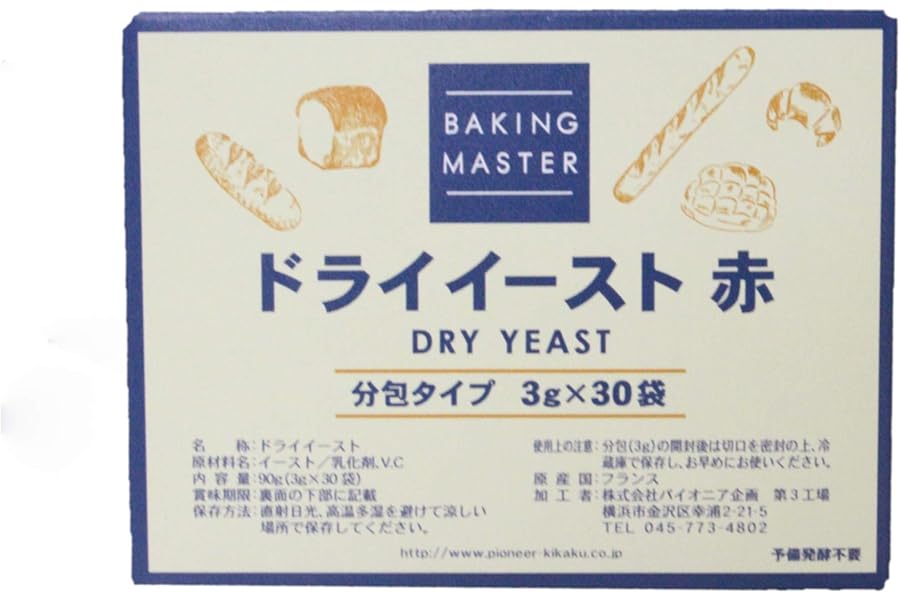 BAKING
MASTER
ドライイースト 赤
DRY YEAST
分包タイプ 3g×30袋
名 称:ドライイースト
原材料名:イースト/乳化剤、V.C
内 容 量:90g(3g×30袋)
賞味期限:裏面の下部に記載
保存方法:直射日光、高温多湿を避けて涼しい
場所で保存してください。
使用上の注意:分包(3g)の開封後は切口を密封の上、冷
蔵庫で保存し、お早めにお使いください。
原 産 国:フランス
加 工 者:株式会社パイオニア企画 第3工場
横浜市金沢区幸浦2-21-5
TEL 045-773-4802
http://www.pioneer-kikaku.co.jp
予備発酵不要